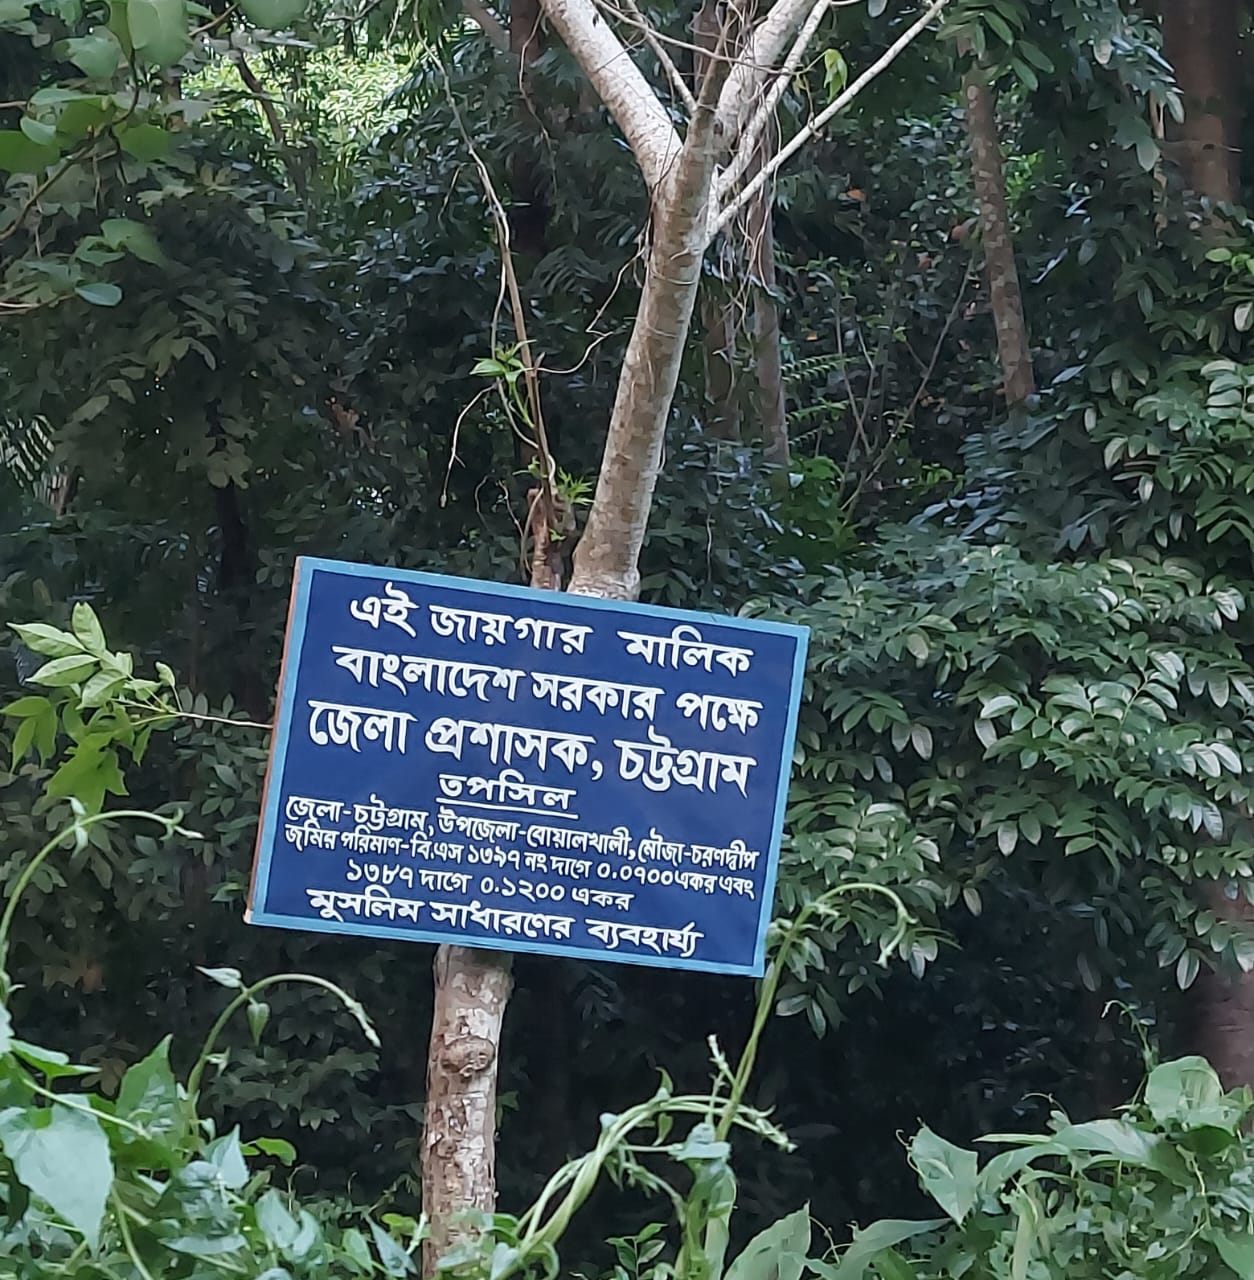 এই জায়গার মালিক
বাংলাদেশ সরকার পক্ষে
জেলা প্রশাসক, চট্টগ্রাম
তপসিল
জেলা-চট্টগ্রাম, উপজেলা-বোয়ালখালী, মৌজা-চরণদ্বীপ
জমির পরিমাণ-বি.এস ১৩৯৭ নং দাগে ০.০৭০০একর এবং
১৩৮৭ দাগে ০.১২০০ একর
মুসলিম সাধারণের ব্যবহার্য্য